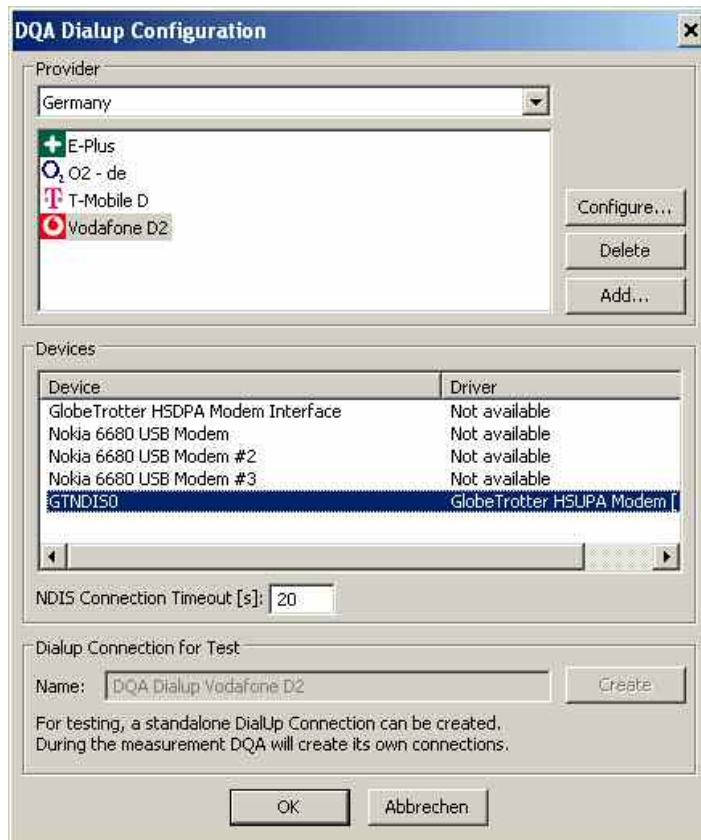 DQA Dialup Configuration
Provider
Germany
E-Plus
O2 - de
T-Mobile D
Vodafone D2
Configure...
Delete
Add...
Devices
Device Driver
GlobeTrotter HSDPA Modem Interface Not available
Nokia 6680 USB Modem Not available
Nokia 6680 USB Modem #2 Not available
Nokia 6680 USB Modem #3 Not available
GTNDIS0 GlobeTrotter HSUPA Modem [
NDIS Connection Timeout [s]: 20
Dialup Connection for Test
Name: DQA Dialup Vodafone D2 Create
For testing, a standalone DialUp Connection can be created.
During the measurement DQA will create its own connections.
OK Abbrechen